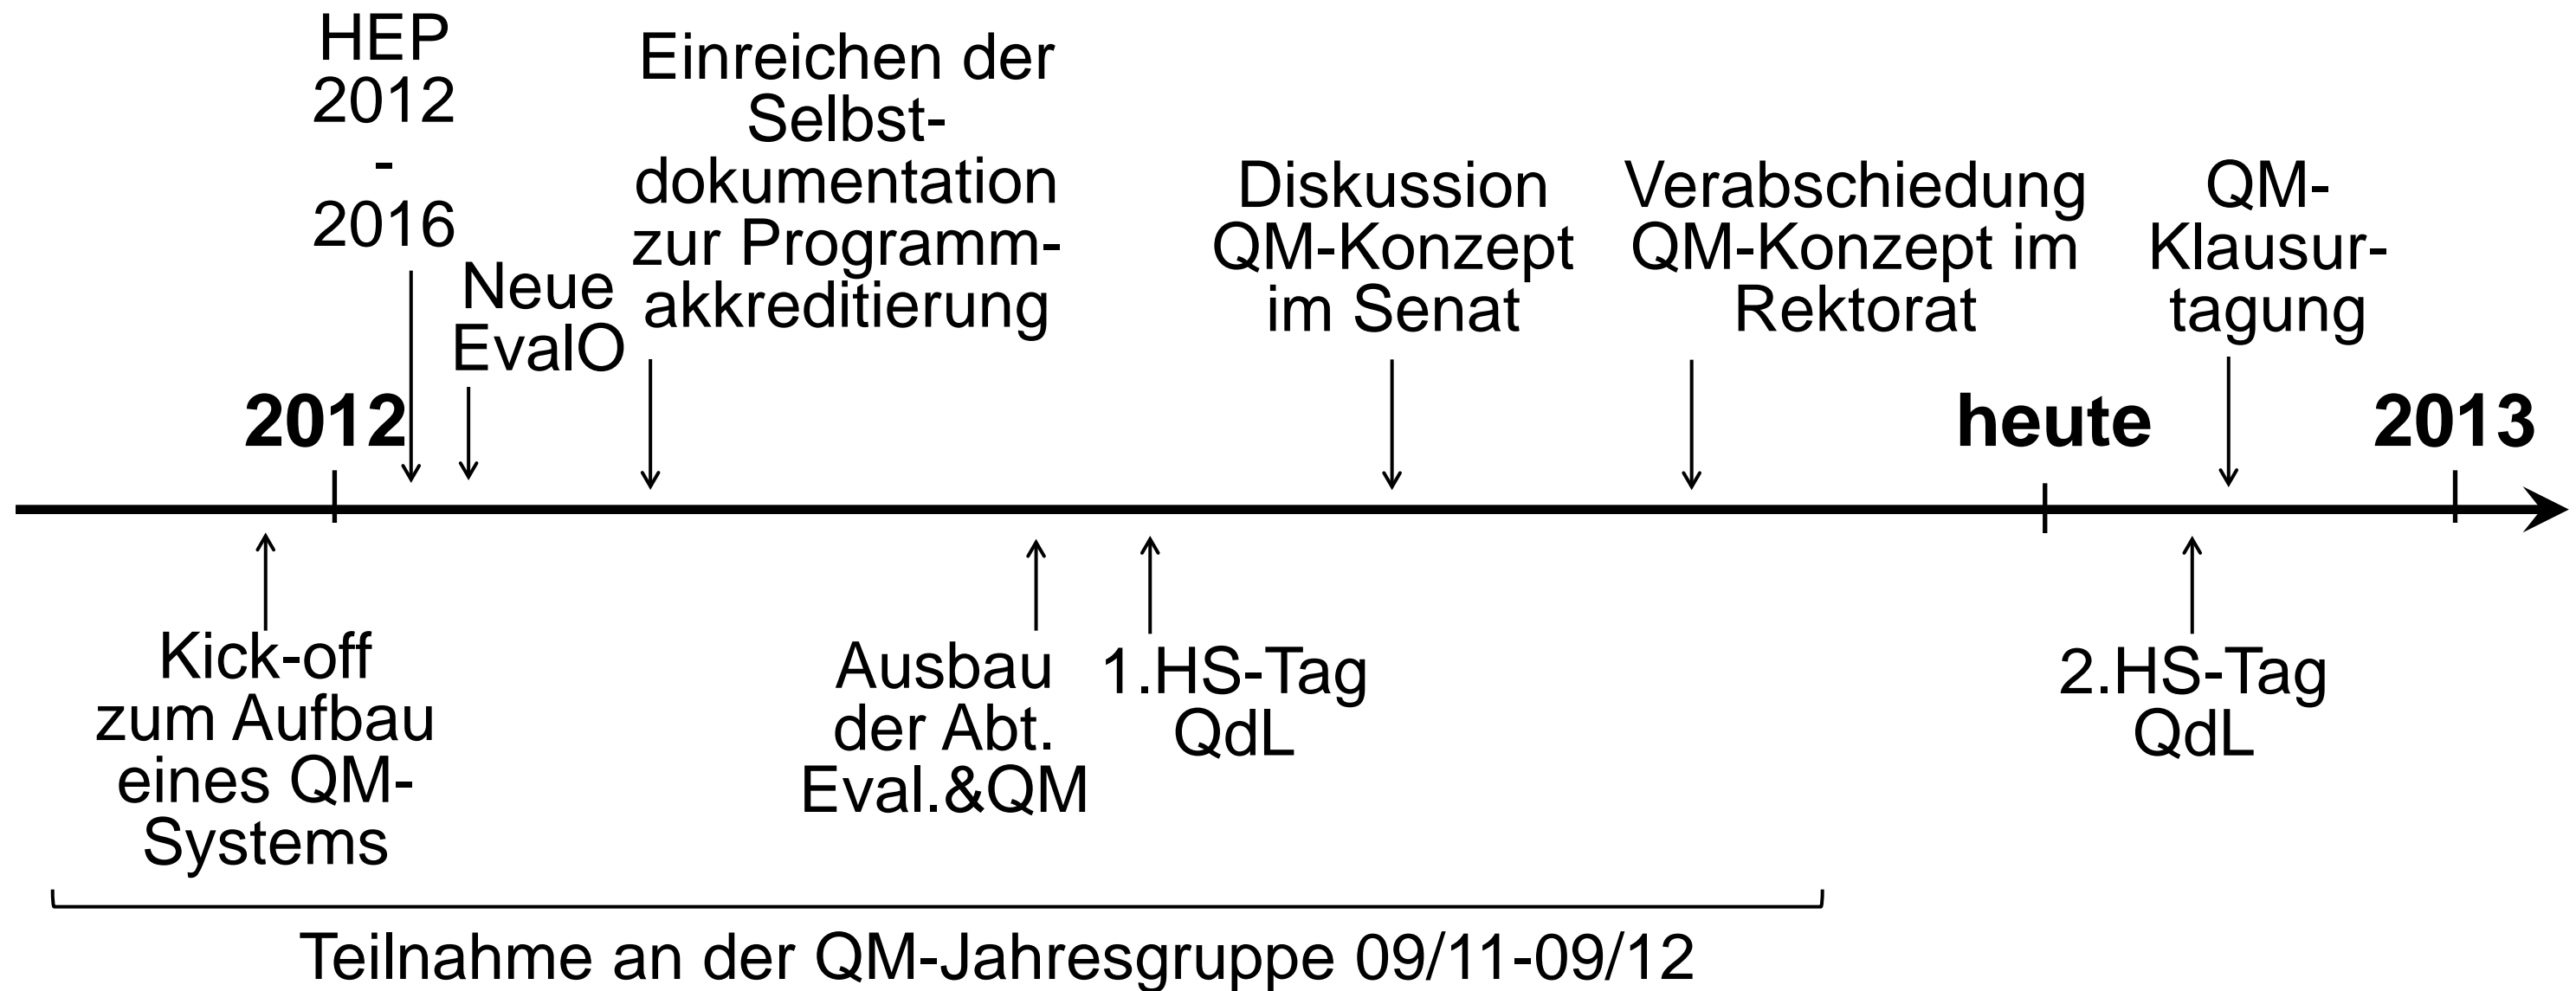 HEP
2012
-
2016
Neue
EvalO
Einreichen der
Selbst-
dokumentation
zur Programm-
akkreditierung
Diskussion
QM-Konzept
im Senat
Verabschiedung
QM-Konzept im
Rektorat
QM-
Klausur-
tagung
2012
heute
2013
Kick-off
zum Aufbau
eines QM-
Systems
Ausbau
der Abt.
Eval.&QM
1.HS-Tag
QdL
2.HS-Tag
QdL
Teilnahme an der QM-Jahresgruppe 09/11-09/12